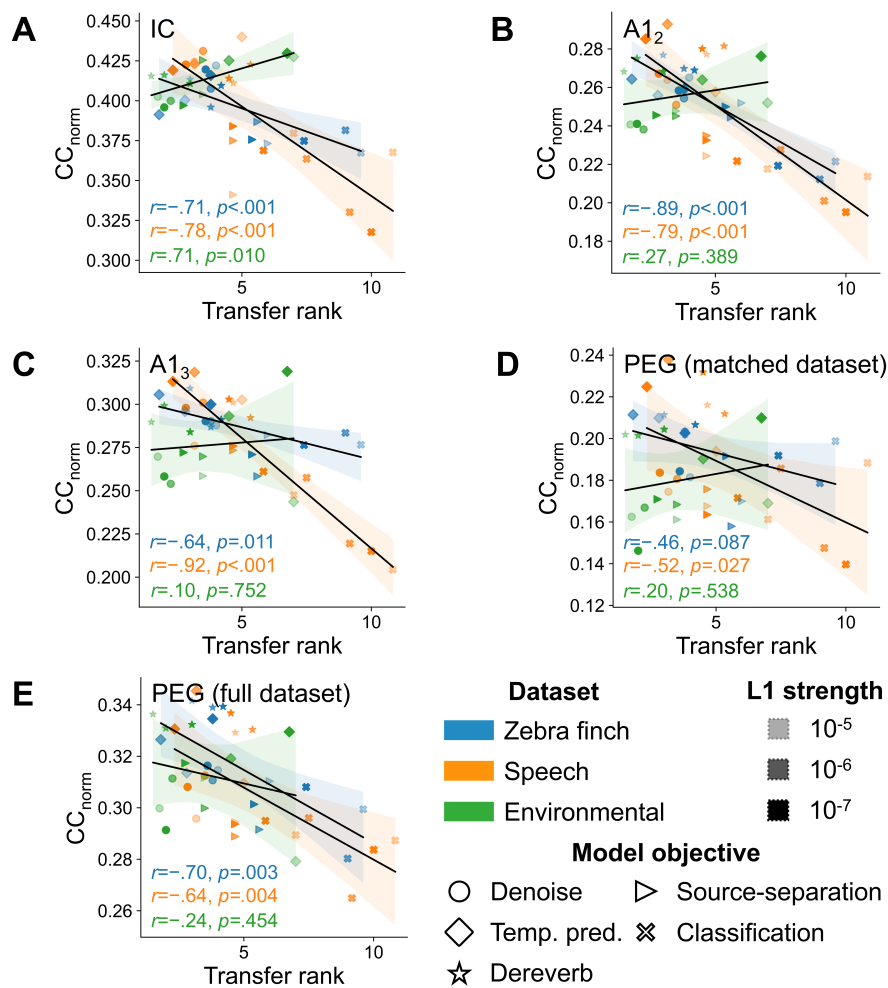 A
IC
0.450
0.425
0.400
0.375
0.350
0.325
0.300
CCnorm
r=−.71, p<.001
r=−.78, p<.001
r=.71, p=.010
5
10
Transfer rank
B
A12
0.28
0.26
0.24
0.22
0.20
0.18
CCnorm
r=−.89, p<.001
r=−.79, p<.001
r=.27, p=.389
5
10
Transfer rank
C
A13
0.325
0.300
0.275
0.250
0.225
0.200
CCnorm
r=−.64, p=.011
r=−.92, p<.001
r=.10, p=.752
5
10
Transfer rank
D
PEG (matched dataset)
0.24
0.22
0.20
0.18
0.16
0.14
0.12
CCnorm
r=−.46, p=.087
r=−.52, p=.027
r=.20, p=.538
5
10
Transfer rank
E
PEG (full dataset)
0.34
0.32
0.30
0.28
0.26
CCnorm
r=−.70, p=.003
r=−.64, p=.004
r=−.24, p=.454
5
10
Transfer rank
Dataset
Zebra finch
Speech
Environmental
L1 strength
10-5
10-6
10-7
Model objective
Denoise
Source-separation
Temp. pred.
Classification
Dereverb